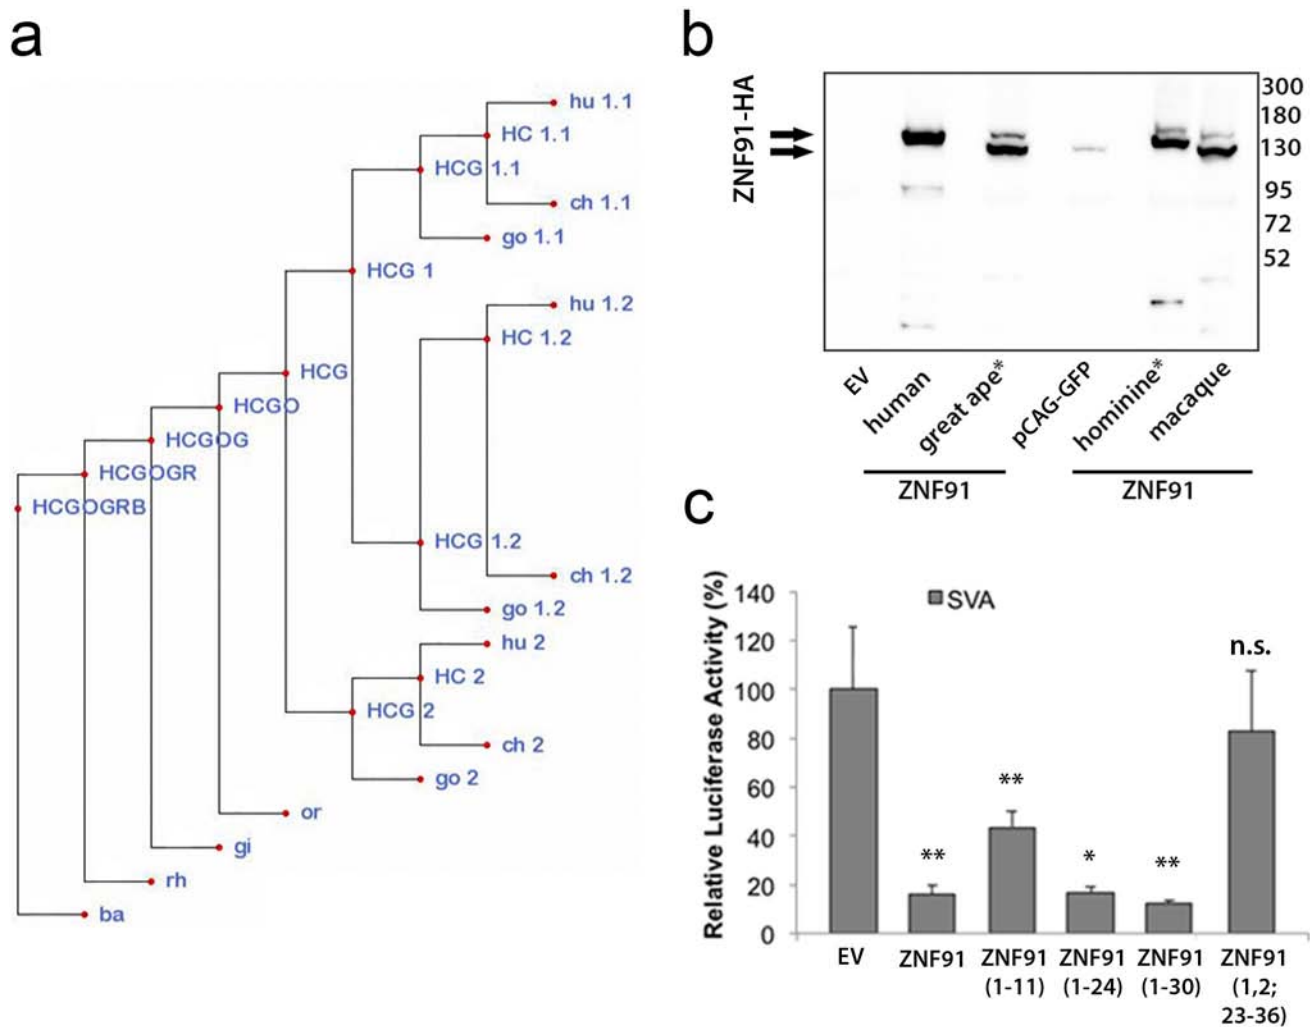 a
hu 1.1
HC 1.1
HCG 1.1
ch 1.1
go 1.1
HCG 1
hu 1.2
HC 1.2
HCG
HCGO
HCGOG
HCGOGR
HCGOGRB
HCG 1.2
ch 1.2
go 1.2
hu 2
HC 2
HCG 2
ch 2
go 2
or
gi
rh
ba
b
ZNF91-HA
300
180
130
95
72
52
EV
human
great ape*
pCAG-GFP
hominine*
macaque
ZNF91
ZNF91
c
Relative Luciferase Activity (%)
SVA
140
120
100
80
60
40
20
0
**
**
*
**
n.s.
EV
ZNF91
ZNF91
(1-11)
ZNF91
(1-24)
ZNF91
(1-30)
ZNF91
(1,2;
23-36)